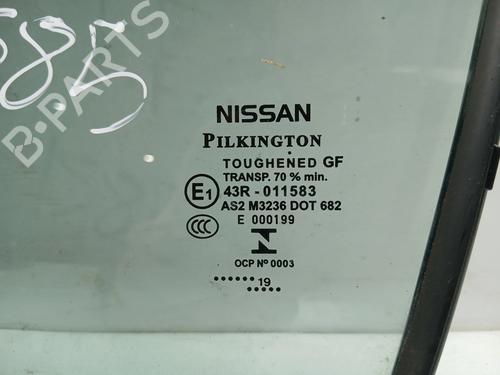 585
B-PARTS
NISSAN
PILKINGTON
TOUGHENED GF
TRANSP. 70 % min.
E1 43R - 011583
AS2 M3236 DOT 682
E 000199
CCC
N
OCP Nº 0003
...... 19 .....